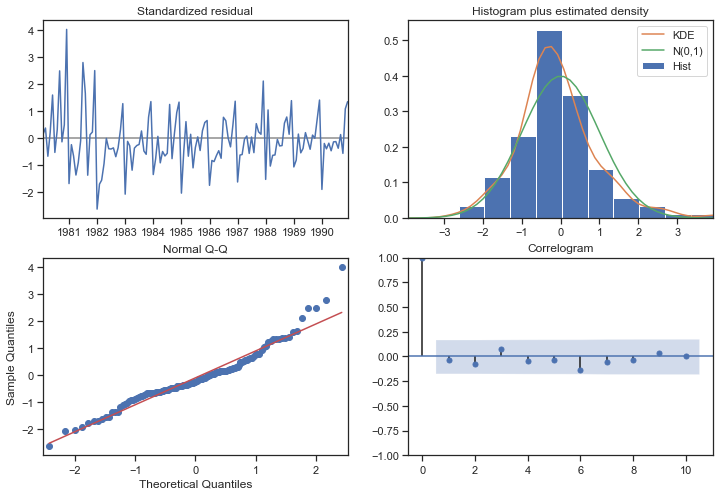 Standardized residual
4
3
2
1
0
−1
−2
1981 1982 1983 1984 1985 1986 1987 1988 1989 1990
Histogram plus estimated density
KDE
N(0,1)
Hist
0.5
0.4
0.3
0.2
0.1
0.0
−3 −2 −1 0 1 2 3
Normal Q-Q
Sample Quantiles
4
3
2
1
0
−1
−2
−2 −1 0 1 2
Theoretical Quantiles
Correlogram
1.00
0.75
0.50
0.25
0.00
−0.25
−0.50
−0.75
−1.00
0 2 4 6 8 10